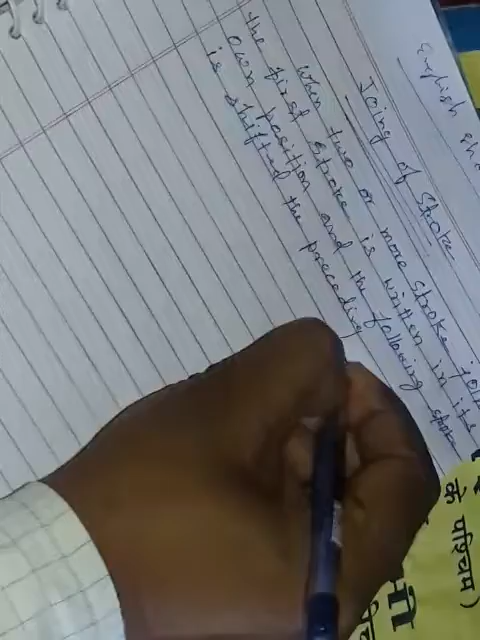 English Sho
Joing of Stroke
When two or more stroke join
the first stroke is written in its
own position and the following stroke
is shifted the preceding
के पश्चिम)